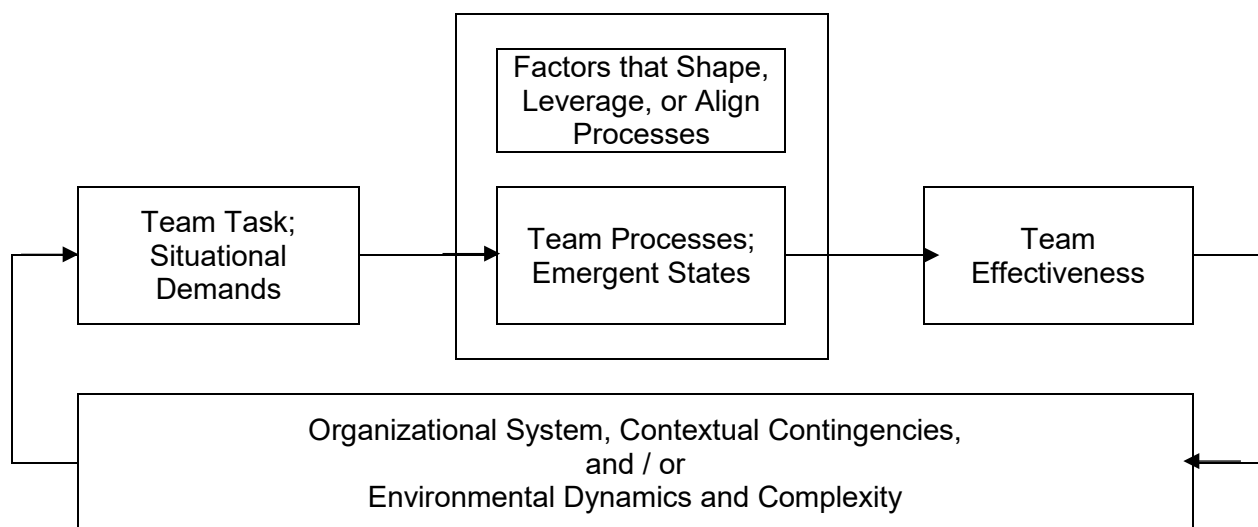 Factors that Shape,
Leverage, or Align
Processes
Team Task;
Situational
Demands
Team Processes;
Emergent States
Team
Effectiveness
Organizational System, Contextual Contingencies,
and / or
Environmental Dynamics and Complexity